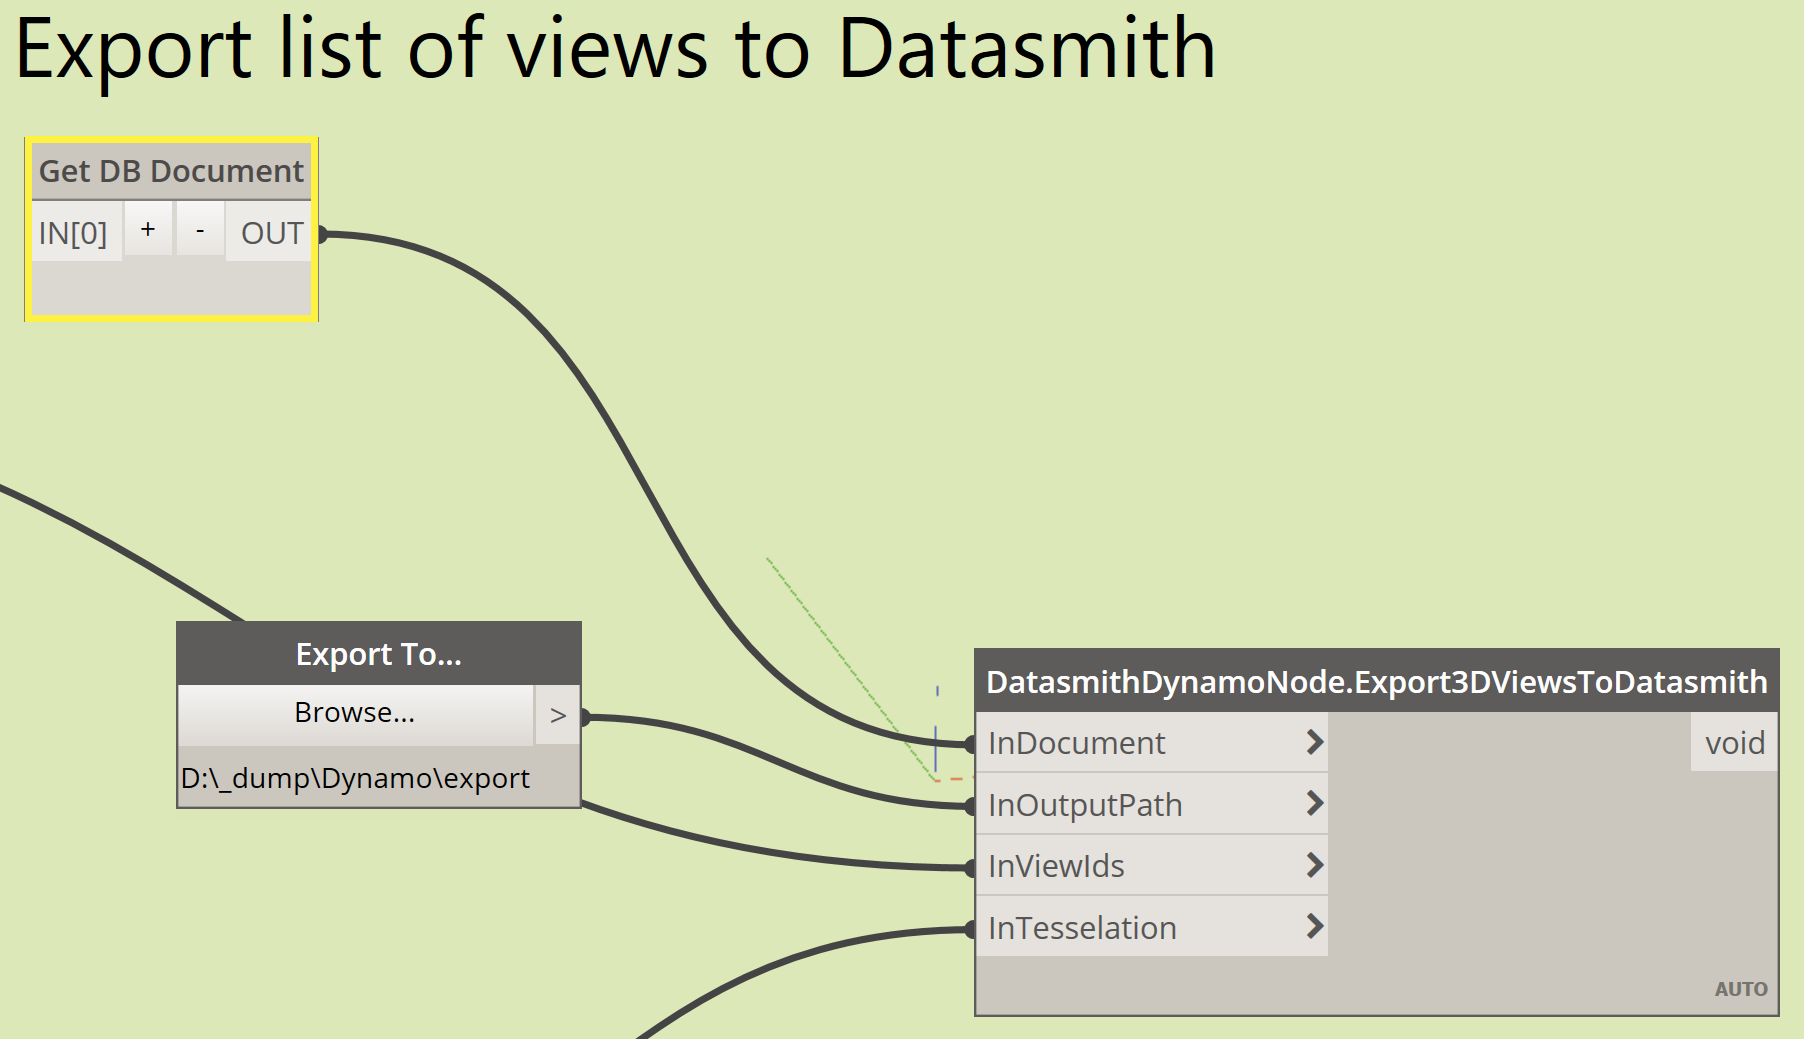 Export list of views to Datasmith
Get DB Document
IN[0] + - OUT
Export To...
Browse... >
D:\_dump\Dynamo\export
DatasmithDynamoNode.Export3DViewsToDatasmith
InDocument void
InOutputPath
InViewIds
InTesselation
AUTO